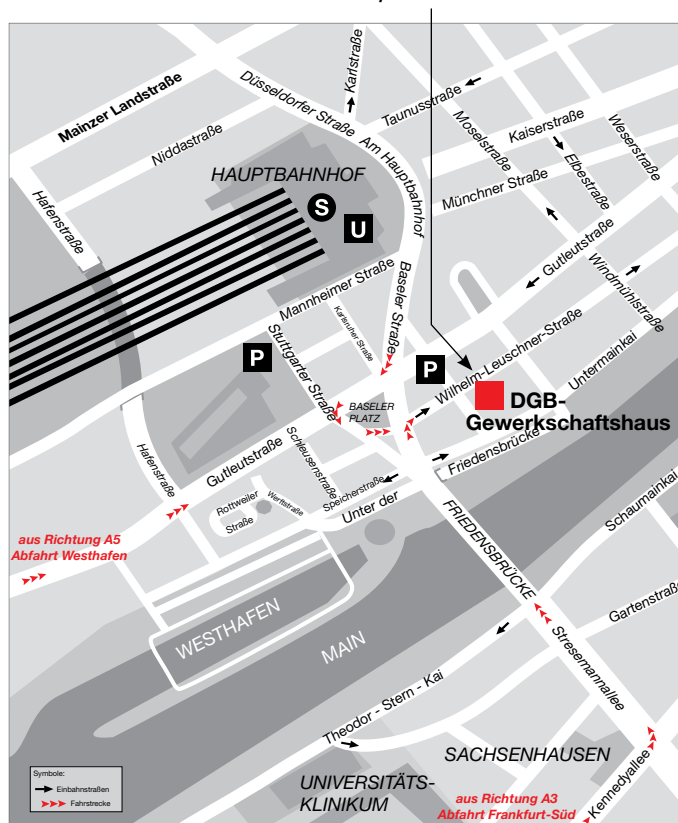 Mainzer Landstraße
Düsseldorfer Straße
Karlstraße
Taunusstraße
Niddastraße
Am Hauptbahnhof
Moselstraße
Kaiserstraße
Elbestraße
Weserstraße
HAUPTBAHNHOF
S
U
Münchner Straße
Hafenstraße
Gutleutstraße
Windmühlstraße
Mannheimer Straße
Baseler Straße
Karlsruher Straße
Stuttgarter Straße
P
P
Wilhelm-Leuschner-Straße
Untermainkai
BASELER
PLATZ
DGB-
Gewerkschaftshaus
Hafenstraße
Gutleutstraße
Schleusenstraße
Speicherstraße
Friedensbrücke
Unter der
Rottweiler
Straße
Werftstraße
Schaumainkai
aus Richtung A5
Abfahrt Westhafen
FRIEDENSBRÜCKE
Gartenstraße
WESTHAFEN
MAIN
Stresemannallee
Theodor - Stern - Kai
SACHSENHAUSEN
UNIVERSITÄTS-
KLINIKUM
Kennedyallee
aus Richtung A3
Abfahrt Frankfurt-Süd
Symbole:
Einbahnstraßen
Fahrstrecke